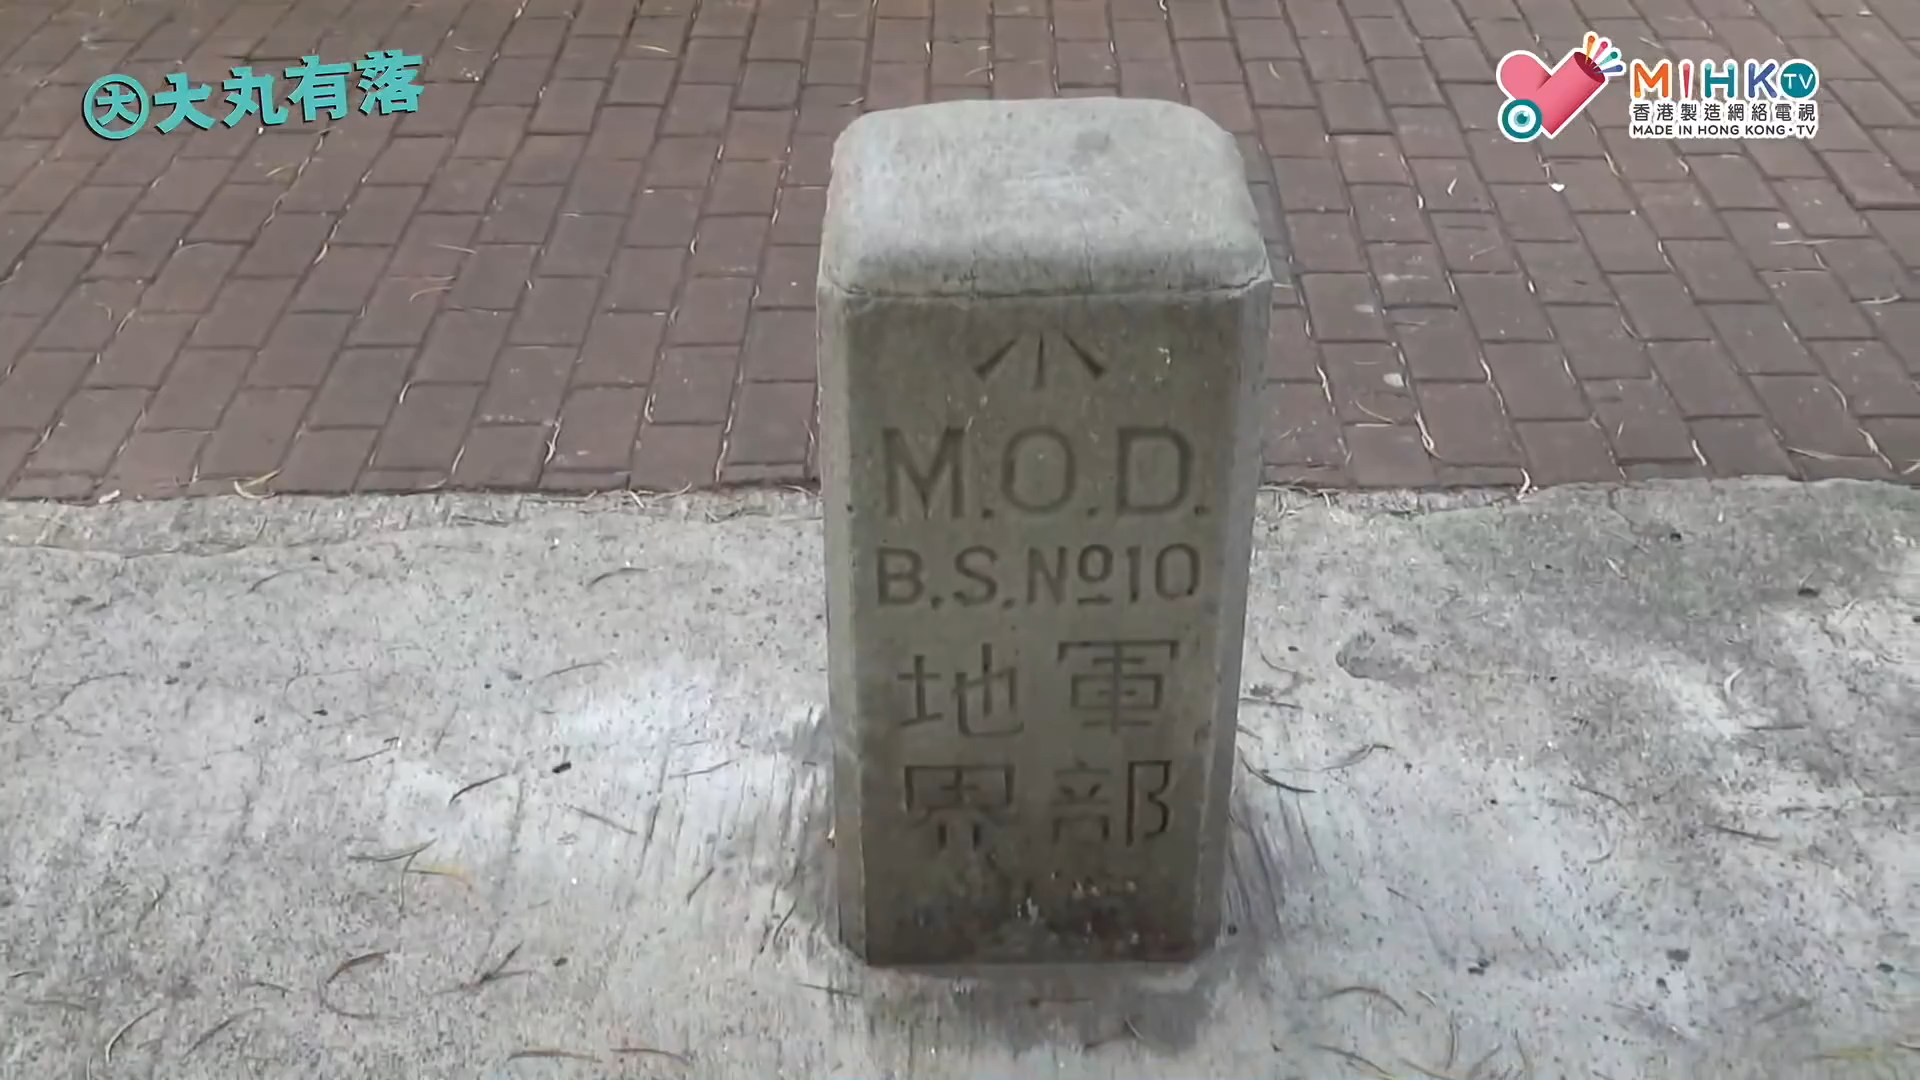 大 大丸有落
MIHK TV
香港製造網絡電視
MADE IN HONG KONG・TV
M.O.D.
B.S.Nº10
軍部
地界